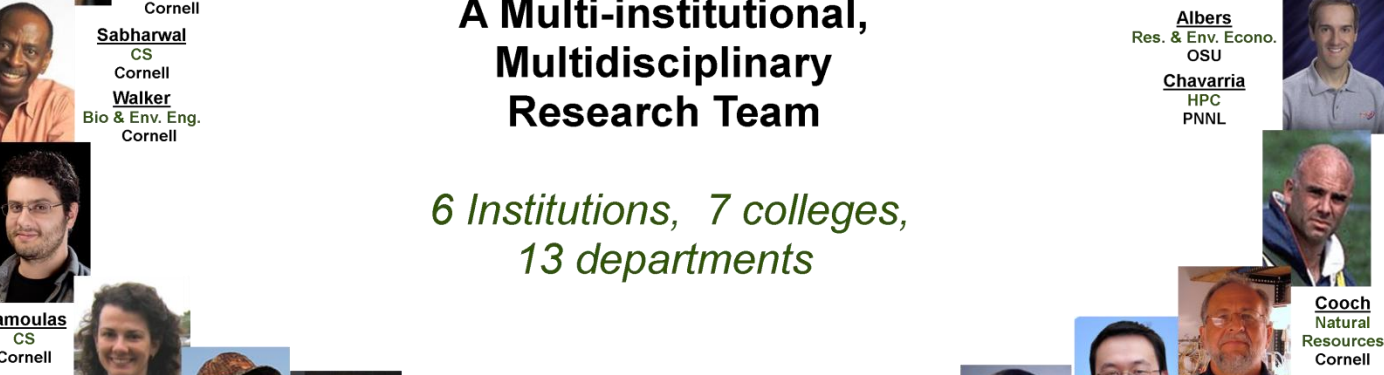 Cornell
Sabharwal
CS
Cornell
Walker
Bio & Env. Eng.
Cornell
amoulas
CS
Cornell
A Multi-institutional,
Multidisciplinary
Research Team
6 Institutions, 7 colleges,
13 departments
Albers
Res. & Env. Econo.
OSU
Chavarria
HPC
PNNL
Cooch
Natural
Resources
Cornell